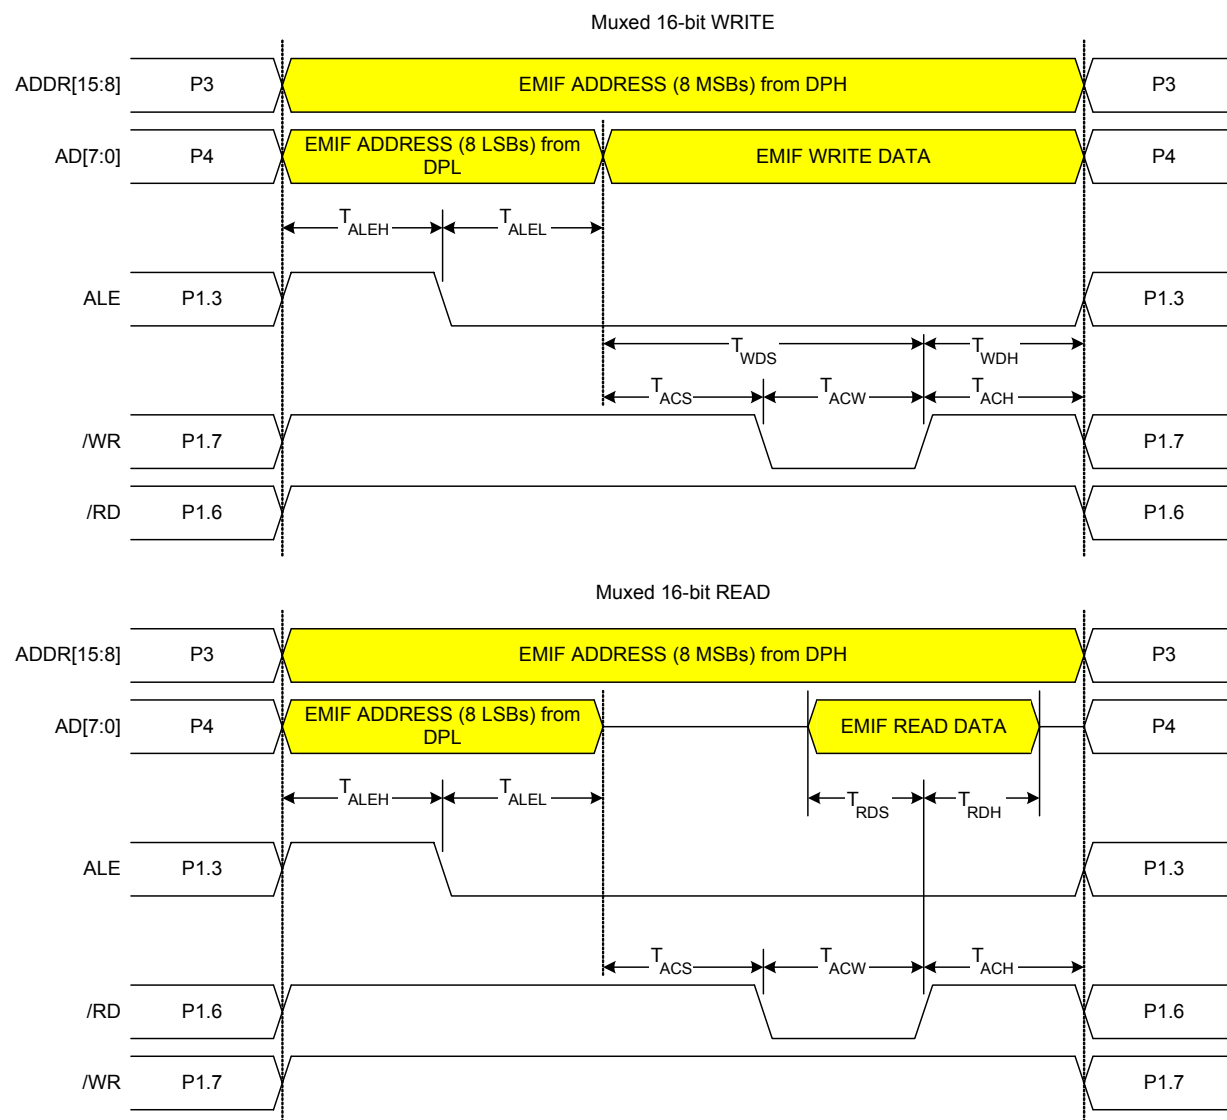 Muxed 16-bit WRITE
ADDR[15:8] P3 EMIF ADDRESS (8 MSBs) from DPH P3
AD[7:0] P4 EMIF ADDRESS (8 LSBs) from
DPL EMIF WRITE DATA P4
TALEH TALEL
ALE P1.3 P1.3
TWDS TWDH
TACS TACW TACH
/WR P1.7 P1.7
/RD P1.6 P1.6
Muxed 16-bit READ
ADDR[15:8] P3 EMIF ADDRESS (8 MSBs) from DPH P3
AD[7:0] P4 EMIF ADDRESS (8 LSBs) from
DPL EMIF READ DATA P4
TALEH TALEL TRDS TRDH
ALE P1.3 P1.3
TACS TACW TACH
/RD P1.6 P1.6
/WR P1.7 P1.7